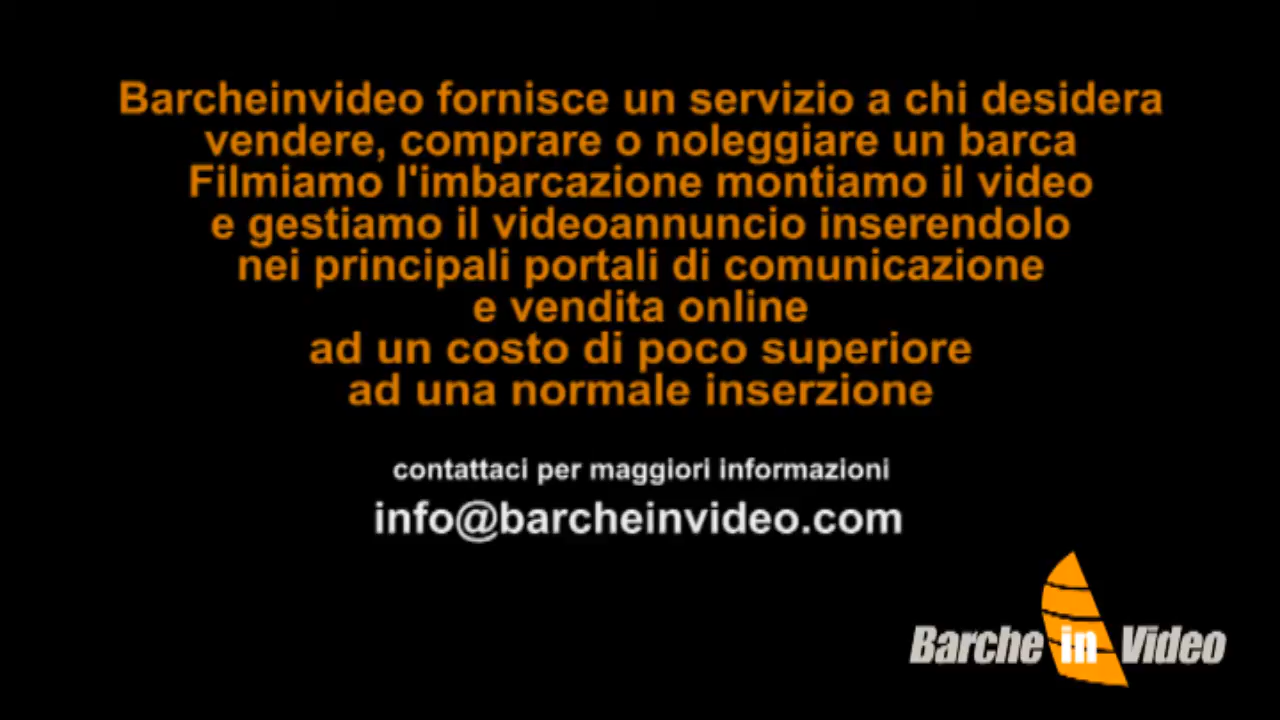 Barcheinvideo fornisce un servizio a chi desidera
vendere, comprare o noleggiare un barca
Filmiamo l'imbarcazione montiamo il video
e gestiamo il videoannuncio inserendolo
nei principali portali di comunicazione
e vendita online
ad un costo di poco superiore
ad una normale inserzione
contattaci per maggiori informazioni
info@barcheinvideo.com
Barche in Video